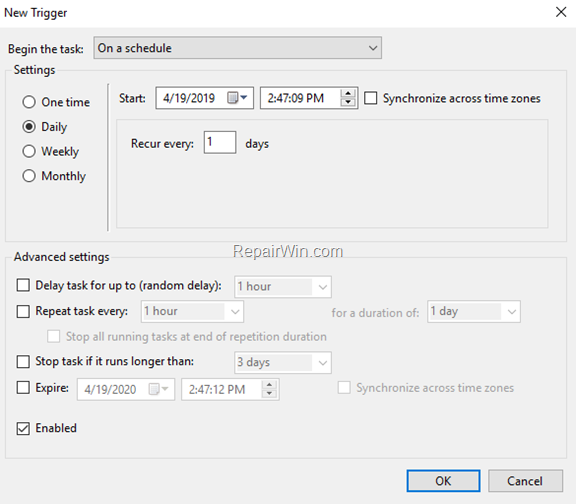 New Trigger
Begin the task: On a schedule
Settings
One time
Start: 4/19/2019 2:47:09 PM Synchronize across time zones
Daily
Recur every: 1 days
Weekly
Monthly
RepairWin.com
Advanced settings
Delay task for up to (random delay): 1 hour
Repeat task every: 1 hour for a duration of: 1 day
Stop all running tasks at end of repetition duration
Stop task if it runs longer than: 3 days
Expire: 4/19/2020 2:47:12 PM Synchronize across time zones
Enabled
OK Cancel